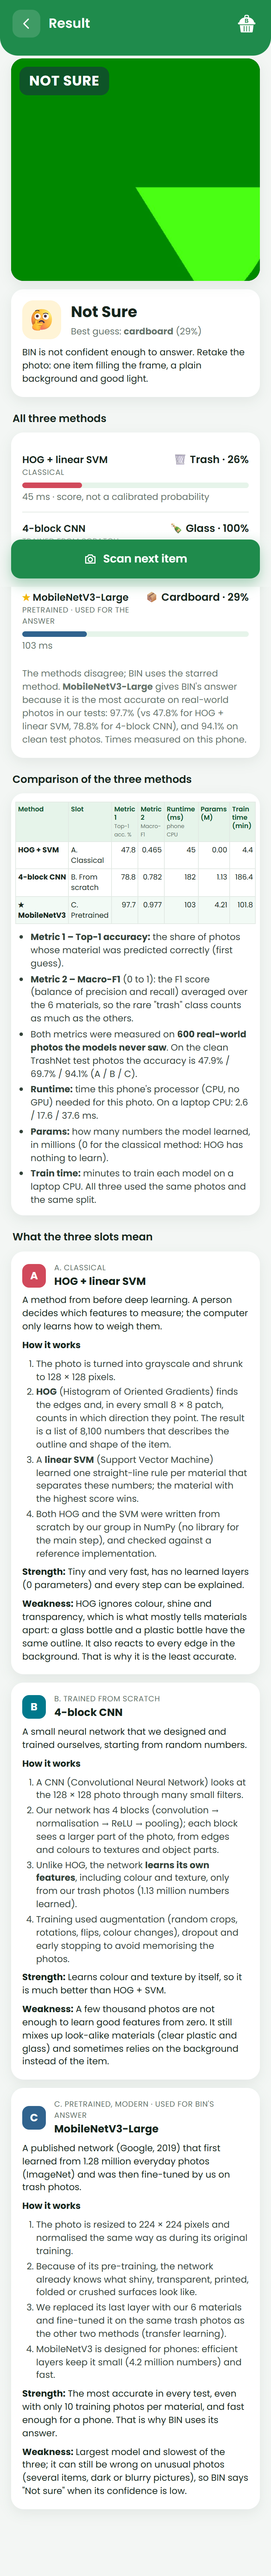 Result
NOT SURE
Not Sure
Best guess: cardboard (29%)
BIN is not confident enough to answer. Retake the
photo: one item filling the frame, a plain
background and good light.
All three methods
HOG + linear SVM
Trash · 26%
CLASSICAL
45 ms · score, not a calibrated probability
4-block CNN
Glass · 100%
Scan next item
★ MobileNetV3-Large
Cardboard · 29%
PRETRAINED · USED FOR THE
ANSWER
103 ms
The methods disagree; BIN uses the starred
method. MobileNetV3-Large gives BIN's answer
because it is the most accurate on real-world
photos in our tests: 97.7% (vs 47.8% for HOG +
linear SVM, 78.8% for 4-block CNN), and 94.1% on
clean test photos. Times measured on this phone.
Comparison of the three methods
Method Slot Metric 1 Top-1 acc. % Metric 2 Macro-F1 Runtime (ms) phone CPU Params (M) Train time (min)
HOG + SVM A. Classical 47.8 0.465 45 0.00 4.4
4-block CNN B. From scratch 78.8 0.782 182 1.13 186.4
★ MobileNetV3 C. Pretrained 97.7 0.977 103 4.21 101.8
• Metric 1 – Top-1 accuracy: the share of photos
whose material was predicted correctly (first
guess).
• Metric 2 – Macro-F1 (0 to 1): the F1 score
(balance of precision and recall) averaged over
the 6 materials, so the rare "trash" class counts
as much as the others.
• Both metrics were measured on 600 real-world
photos the models never saw. On the clean
TrashNet test photos the accuracy is 47.9% /
69.7% / 94.1% (A / B / C).
• Runtime: time this phone's processor (CPU, no
GPU) needed for this photo. On a laptop CPU: 2.6
/ 17.6 / 37.6 ms.
• Params: how many numbers the model learned,
in millions (0 for the classical method: HOG has
nothing to learn).
• Train time: minutes to train each model on a
laptop CPU. All three used the same photos and
the same split.
What the three slots mean
A
A. CLASSICAL
HOG + linear SVM
A method from before deep learning. A person
decides which features to measure; the computer
only learns how to weigh them.
How it works
1. The photo is turned into grayscale and shrunk
to 128 × 128 pixels.
2. HOG (Histogram of Oriented Gradients) finds
the edges and, in every small 8 × 8 patch,
counts in which direction they point. The result
is a list of 8,100 numbers that describes the
outline and shape of the item.
3. A linear SVM (Support Vector Machine)
learned one straight-line rule per material that
separates these numbers; the material with
the highest score wins.
4. Both HOG and the SVM were written from
scratch by our group in NumPy (no library for
the main step), and checked against a
reference implementation.
Strength: Tiny and very fast, has no learned layers
(0 parameters) and every step can be explained.
Weakness: HOG ignores colour, shine and
transparency, which is what mostly tells materials
apart: a glass bottle and a plastic bottle have the
same outline. It also reacts to every edge in the
background. That is why it is the least accurate.
B
B. TRAINED FROM SCRATCH
4-block CNN
A small neural network that we designed and
trained ourselves, starting from random numbers.
How it works
1. A CNN (Convolutional Neural Network) looks at
the 128 × 128 photo through many small filters.
2. Our network has 4 blocks (convolution →
normalisation → ReLU → pooling); each block
sees a larger part of the photo, from edges
and colours to textures and object parts.
3. Unlike HOG, the network learns its own
features, including colour and texture, only
from our trash photos (1.13 million numbers
learned).
4. Training used augmentation (random crops,
rotations, flips, colour changes), dropout and
early stopping to avoid memorising the
photos.
Strength: Learns colour and texture by itself, so it
is much better than HOG + SVM.
Weakness: A few thousand photos are not
enough to learn good features from zero. It still
mixes up look-alike materials (clear plastic and
glass) and sometimes relies on the background
instead of the item.
C
C. PRETRAINED, MODERN · USED FOR BIN'S
ANSWER
MobileNetV3-Large
A published network (Google, 2019) that first
learned from 1.28 million everyday photos
(ImageNet) and was then fine-tuned by us on
trash photos.
How it works
1. The photo is resized to 224 × 224 pixels and
normalised the same way as during its original
training.
2. Because of its pre-training, the network
already knows what shiny, transparent, printed,
folded or crushed surfaces look like.
3. We replaced its last layer with our 6 materials
and fine-tuned it on the same trash photos as
the other two methods (transfer learning).
4. MobileNetV3 is designed for phones: efficient
layers keep it small (4.2 million numbers) and
fast.
Strength: The most accurate in every test, even
with only 10 training photos per material, and fast
enough for a phone. That is why BIN uses its
answer.
Weakness: Largest model and slowest of the
three; it can still be wrong on unusual photos
(several items, dark or blurry pictures), so BIN says
"Not sure" when its confidence is low.